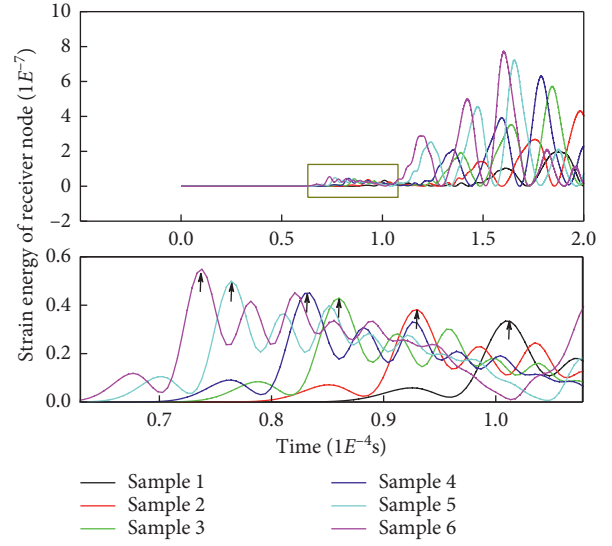 Strain energy of receiver node (1E⁻7)
10
8
6
4
2
0
−2
0.0 0.5 1.0 1.5 2.0
0.6
0.4
0.2
0.0
0.7 0.8 0.9 1.0
Time (1E⁻4s)
Sample 1 Sample 4
Sample 2 Sample 5
Sample 3 Sample 6